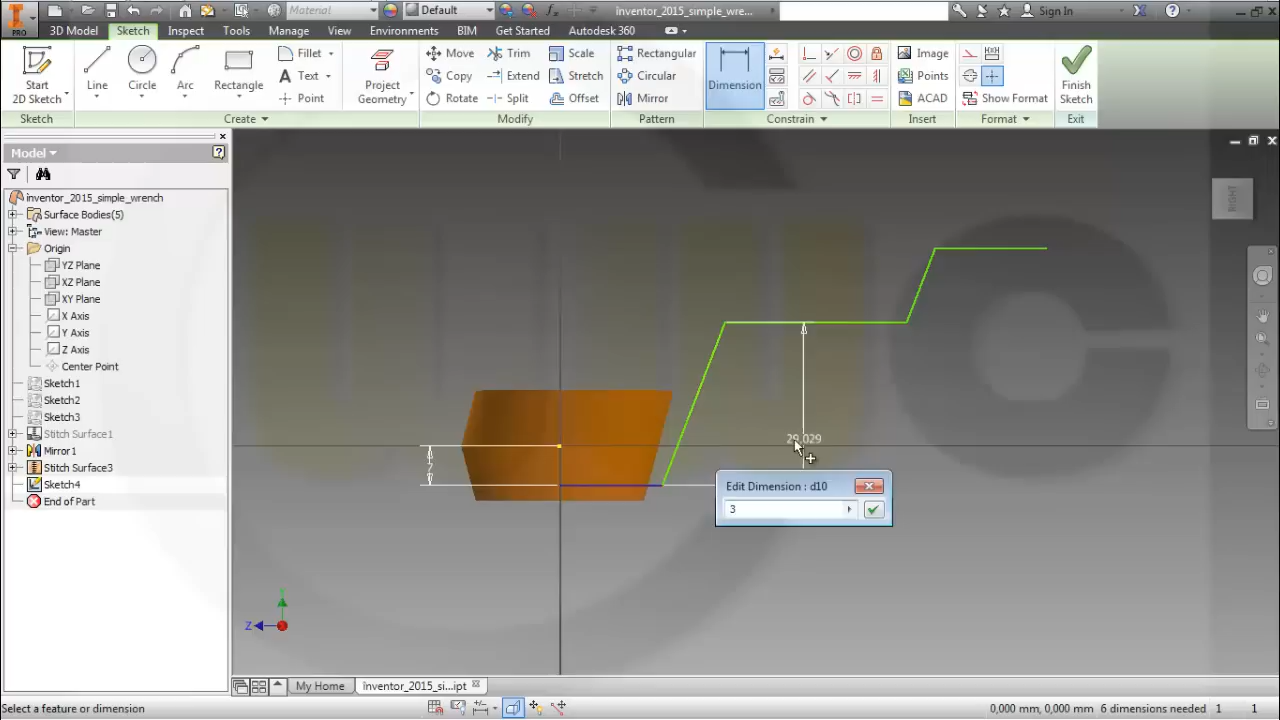 PRO
Material
Default
inventor_2015_simple_wre...
Sign In
3D Model
Sketch
Inspect
Tools
Manage
View
Environments
BIM
Get Started
Autodesk 360
Start
2D Sketch
Line
Circle
Arc
Rectangle
Fillet
Text
Point
Project
Geometry
Move
Copy
Rotate
Trim
Extend
Split
Scale
Stretch
Offset
Rectangular
Circular
Mirror
Dimension
Image
Points
ACAD
Show Format
Finish
Sketch
Sketch
Create
Modify
Pattern
Constrain
Insert
Format
Exit
Model
inventor_2015_simple_wrench
Surface Bodies(5)
View: Master
Origin
YZ Plane
XZ Plane
XY Plane
X Axis
Y Axis
Z Axis
Center Point
Sketch1
Sketch2
Sketch3
Stitch Surface1
Mirror1
Stitch Surface3
Sketch4
End of Part
RIGHT
7
29,029
Edit Dimension : d10
3
Y
Z
My Home
inventor_2015_si...ipt
Select a feature or dimension
0,000 mm, 0,000 mm
6 dimensions needed
1
1